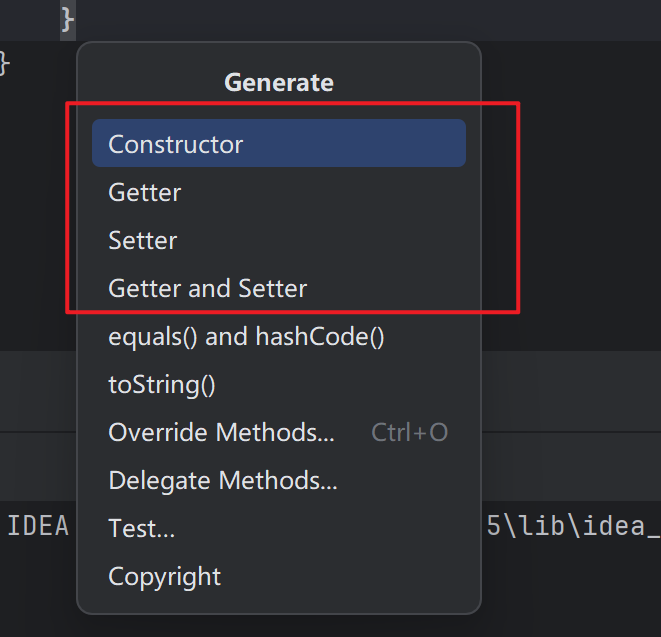 }
}
Generate
Constructor
Getter
Setter
Getter and Setter
equals() and hashCode()
toString()
Override Methods... Ctrl+O
Delegate Methods...
IDEA
Test...
5\lib\idea_
Copyright